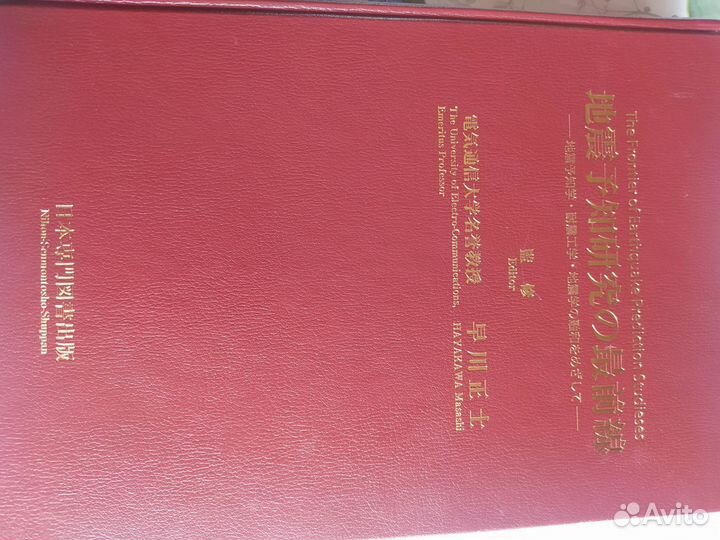 The Frontier of Earthquake Prediction Studieses
地震予知研究の最前線
監修
Editor
電気通信大学名誉教授 早川正士
The University of Electro-Communications, HAYAKAWA Masashi
Emeritus Professor
日本専門図書出版
Nihon-Senmontosho-Shuppan
Avito